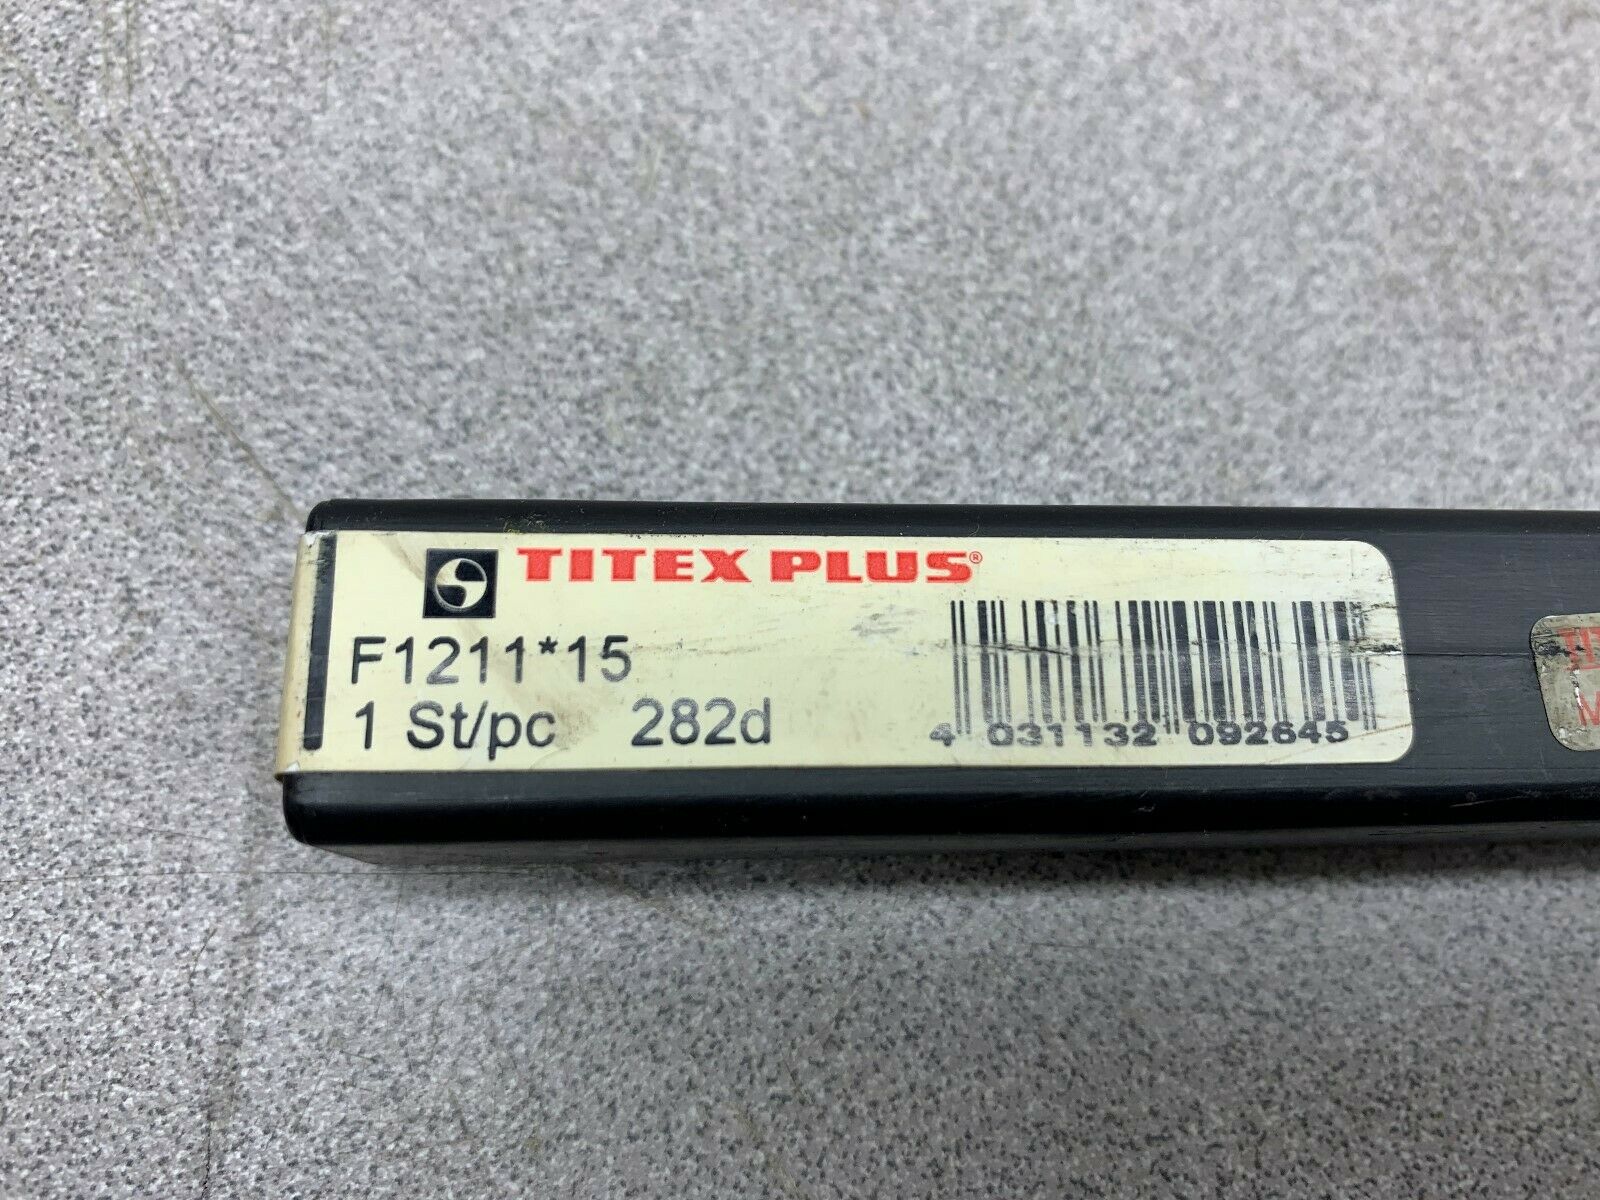 TITEX PLUS®
F1211*15
1 St/pc 282d
4 031132 092645